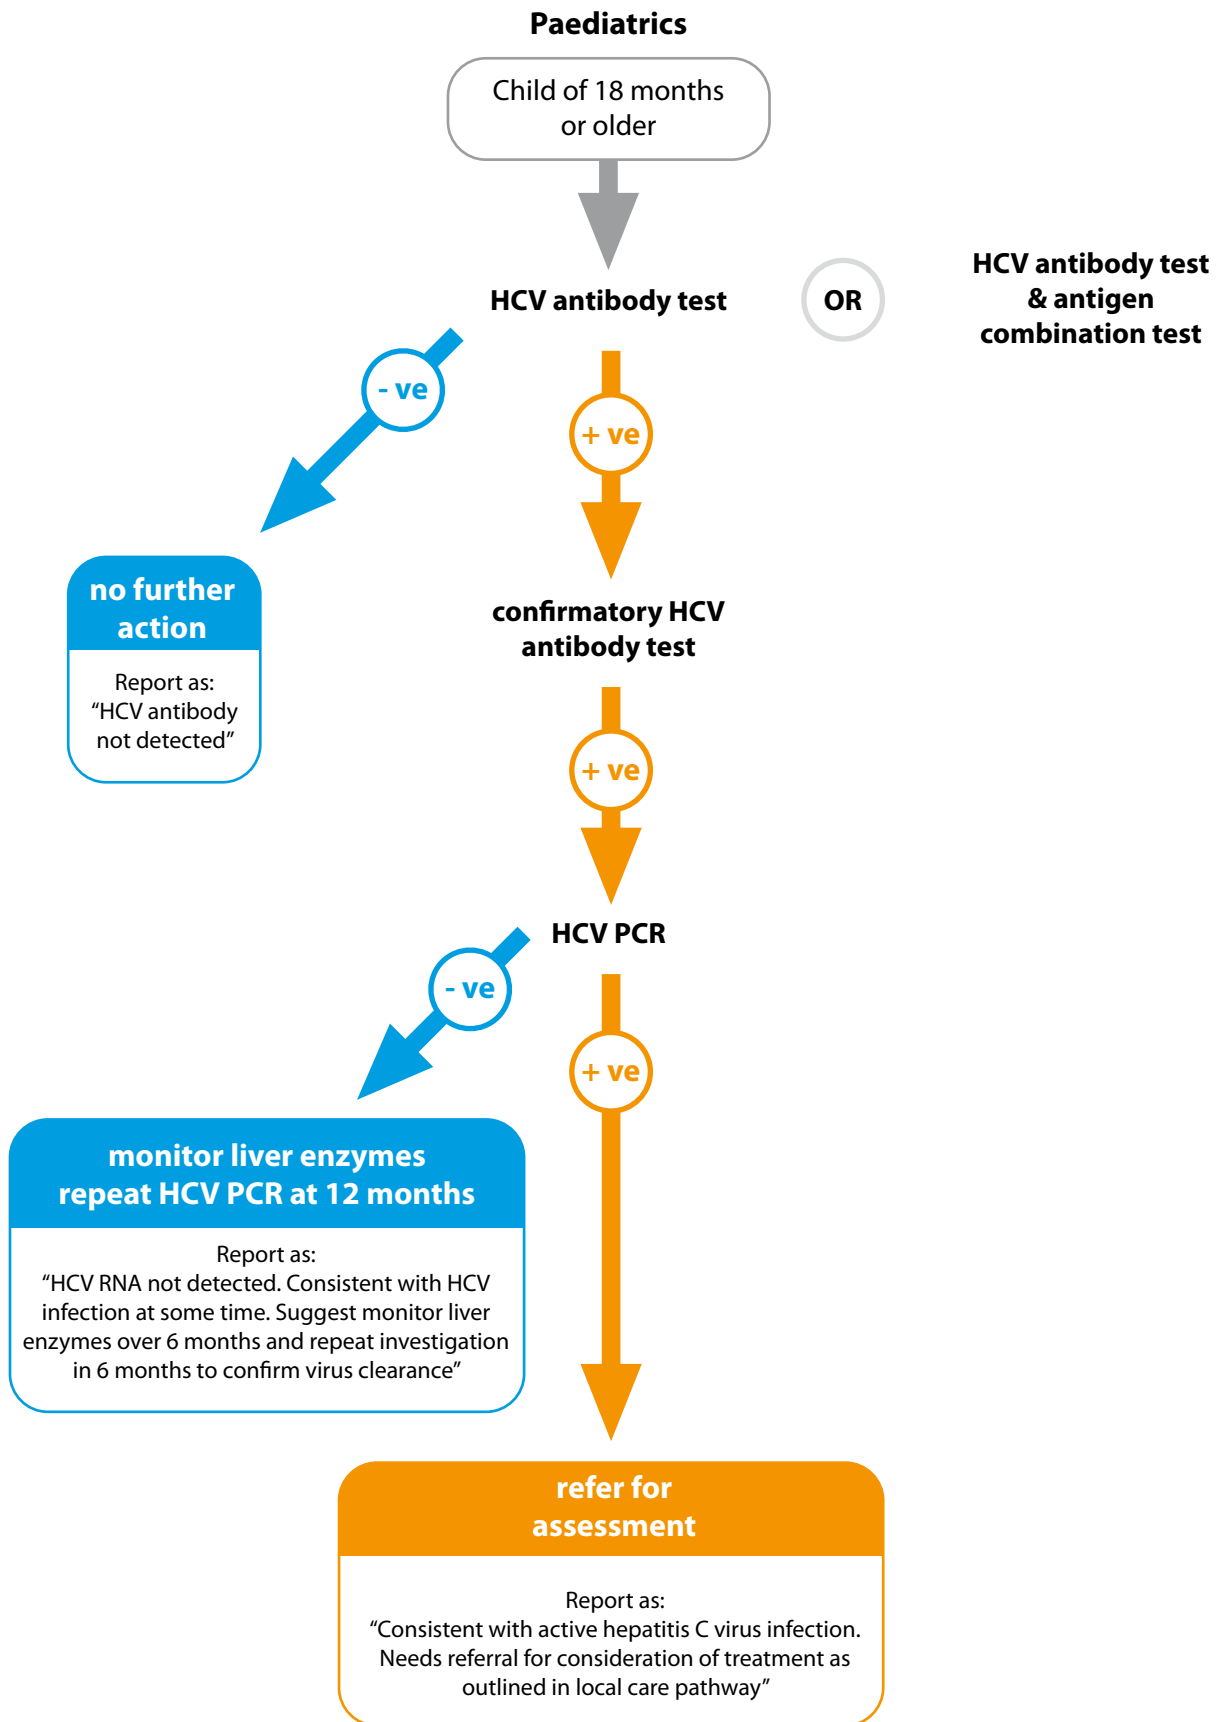 Paediatrics
Child of 18 months
or older
HCV antibody test
OR
HCV antibody test
& antigen
combination test
- ve
+ ve
no further
action
Report as:
“HCV antibody
not detected”
confirmatory HCV
antibody test
+ ve
HCV PCR
- ve
+ ve
monitor liver enzymes
repeat HCV PCR at 12 months
Report as:
“HCV RNA not detected. Consistent with HCV
infection at some time. Suggest monitor liver
enzymes over 6 months and repeat investigation
in 6 months to confirm virus clearance”
refer for
assessment
Report as:
“Consistent with active hepatitis C virus infection.
Needs referral for consideration of treatment as
outlined in local care pathway”